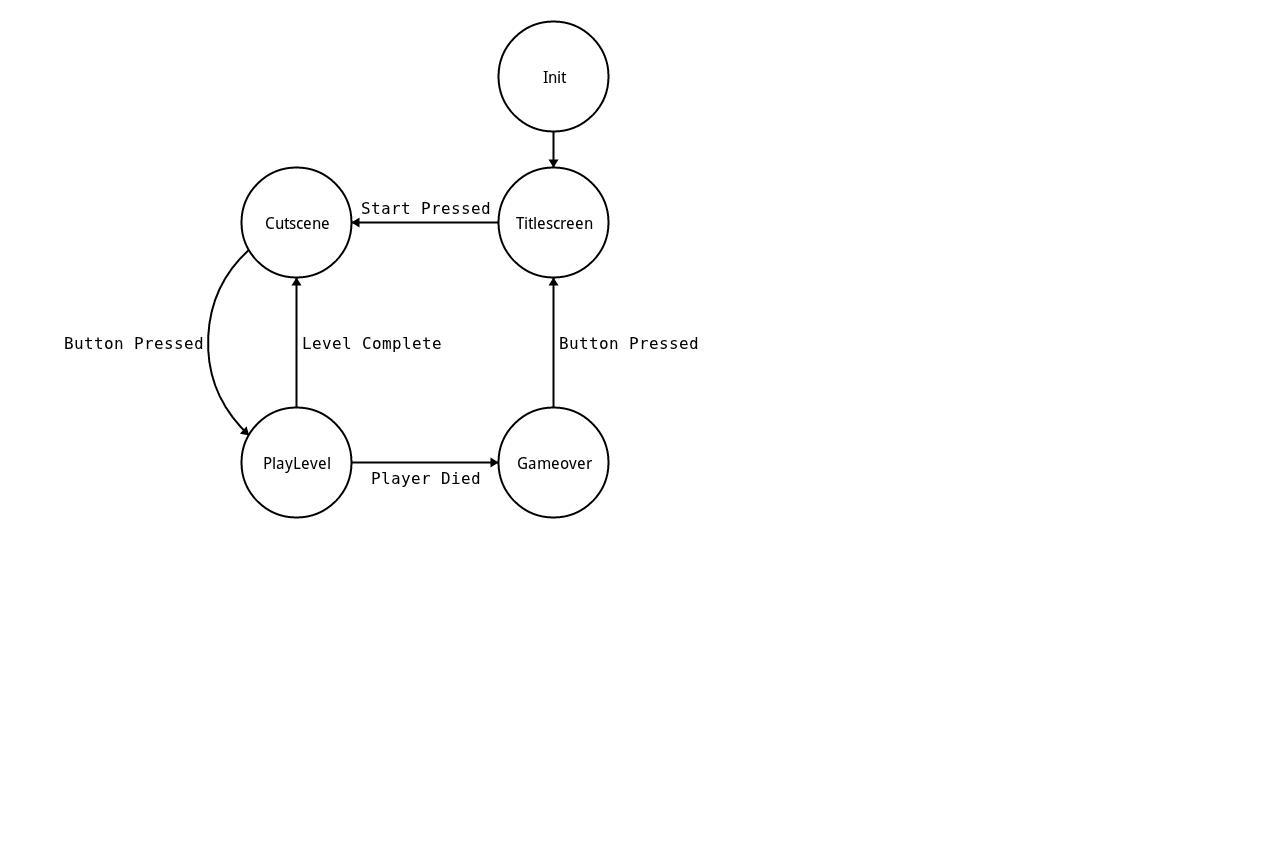 Init
Cutscene
Start Pressed
Titlescreen
Button Pressed
Level Complete
Button Pressed
PlayLevel
Player Died
Gameover